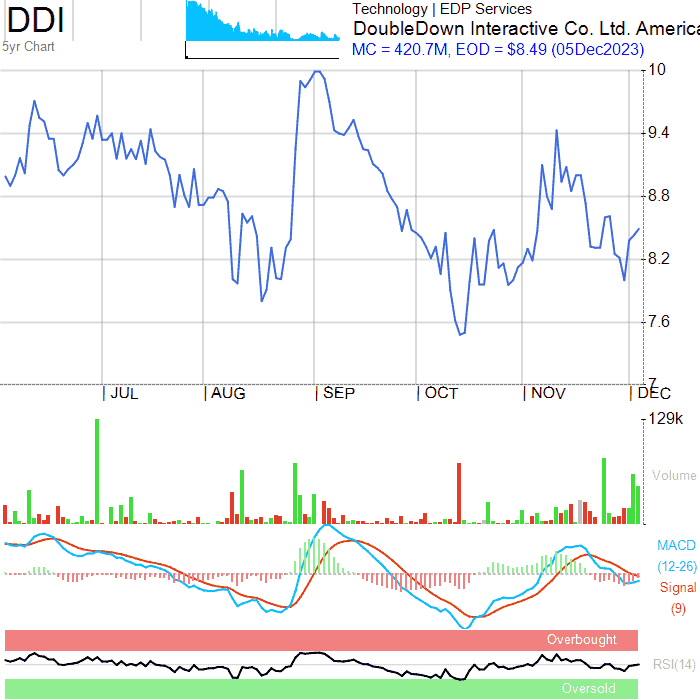 DDI
5yr Chart
Technology | EDP Services
DoubleDown Interactive Co. Ltd. America
MC = 420.7M, EOD = $8.49 (05Dec2023)
10
9.4
8.8
8.2
7.6
7
JUL AUG SEP OCT NOV DEC
129k
Volume
MACD
(12-26)
Signal
(9)
Overbought
RSI(14)
Oversold